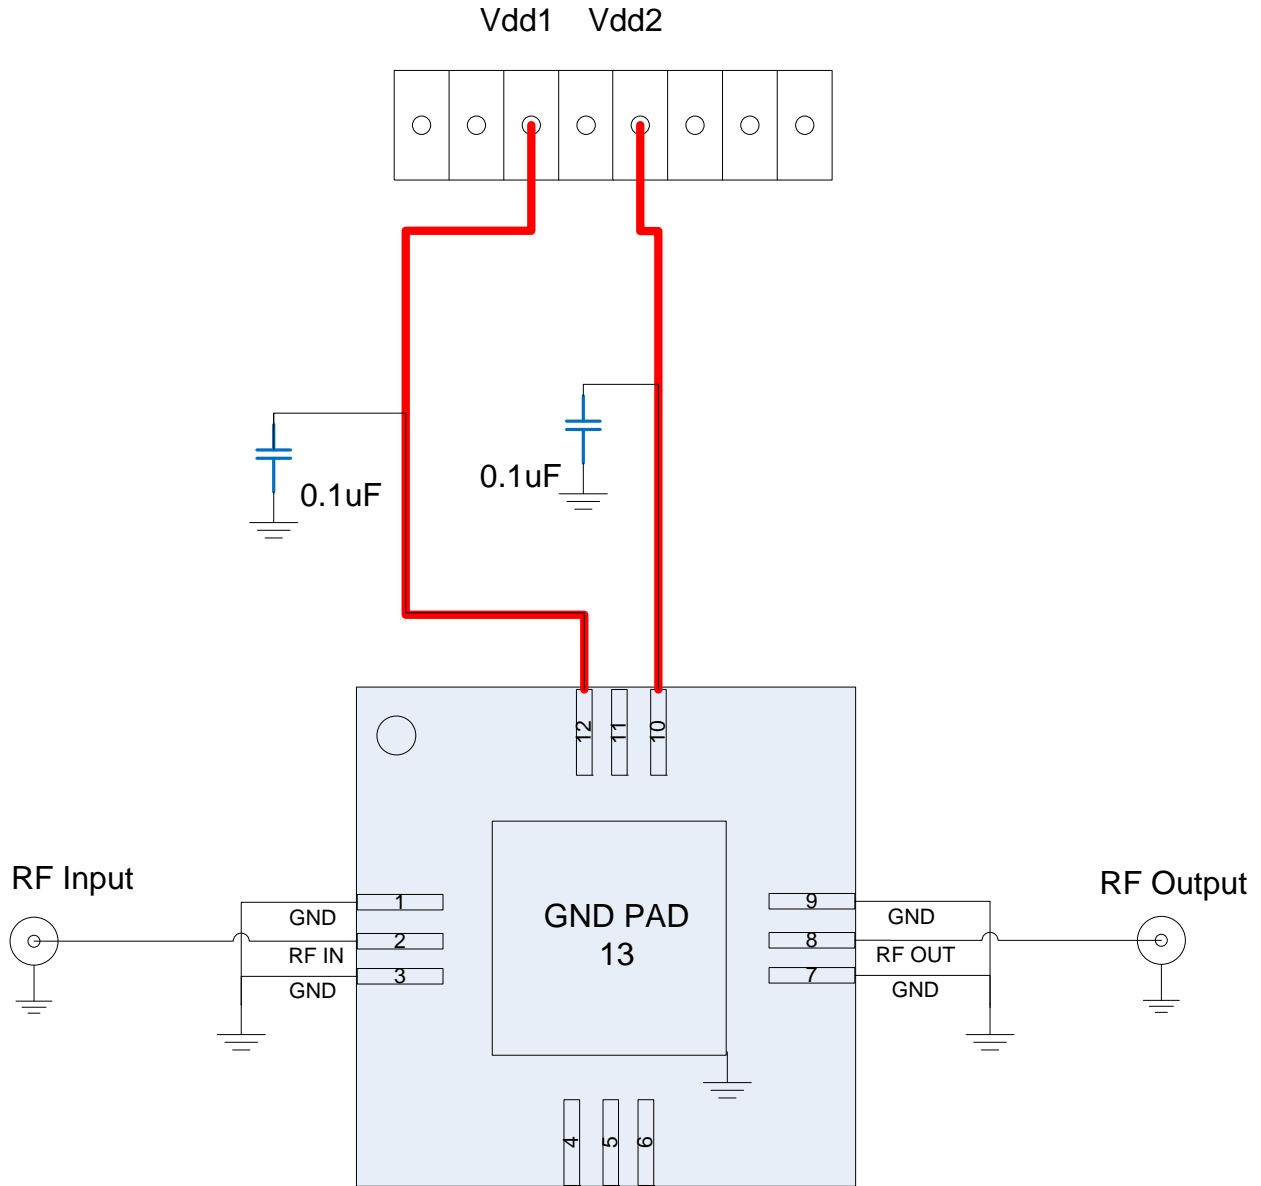 Vdd1 Vdd2
0.1uF
0.1uF
12 11 10
RF Input
RF Output
1
GND
2
RF IN
3
GND
GND PAD
13
9
GND
8
RF OUT
7
GND
4 5 6